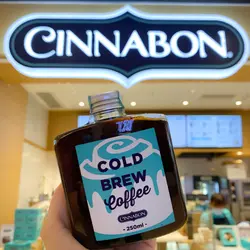 CINNABON
COLD
BREW
Coffee
CINNABON
- 250ml -